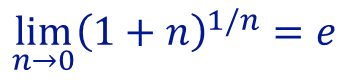 lim(1 + n)^{1/n} = e
n→0